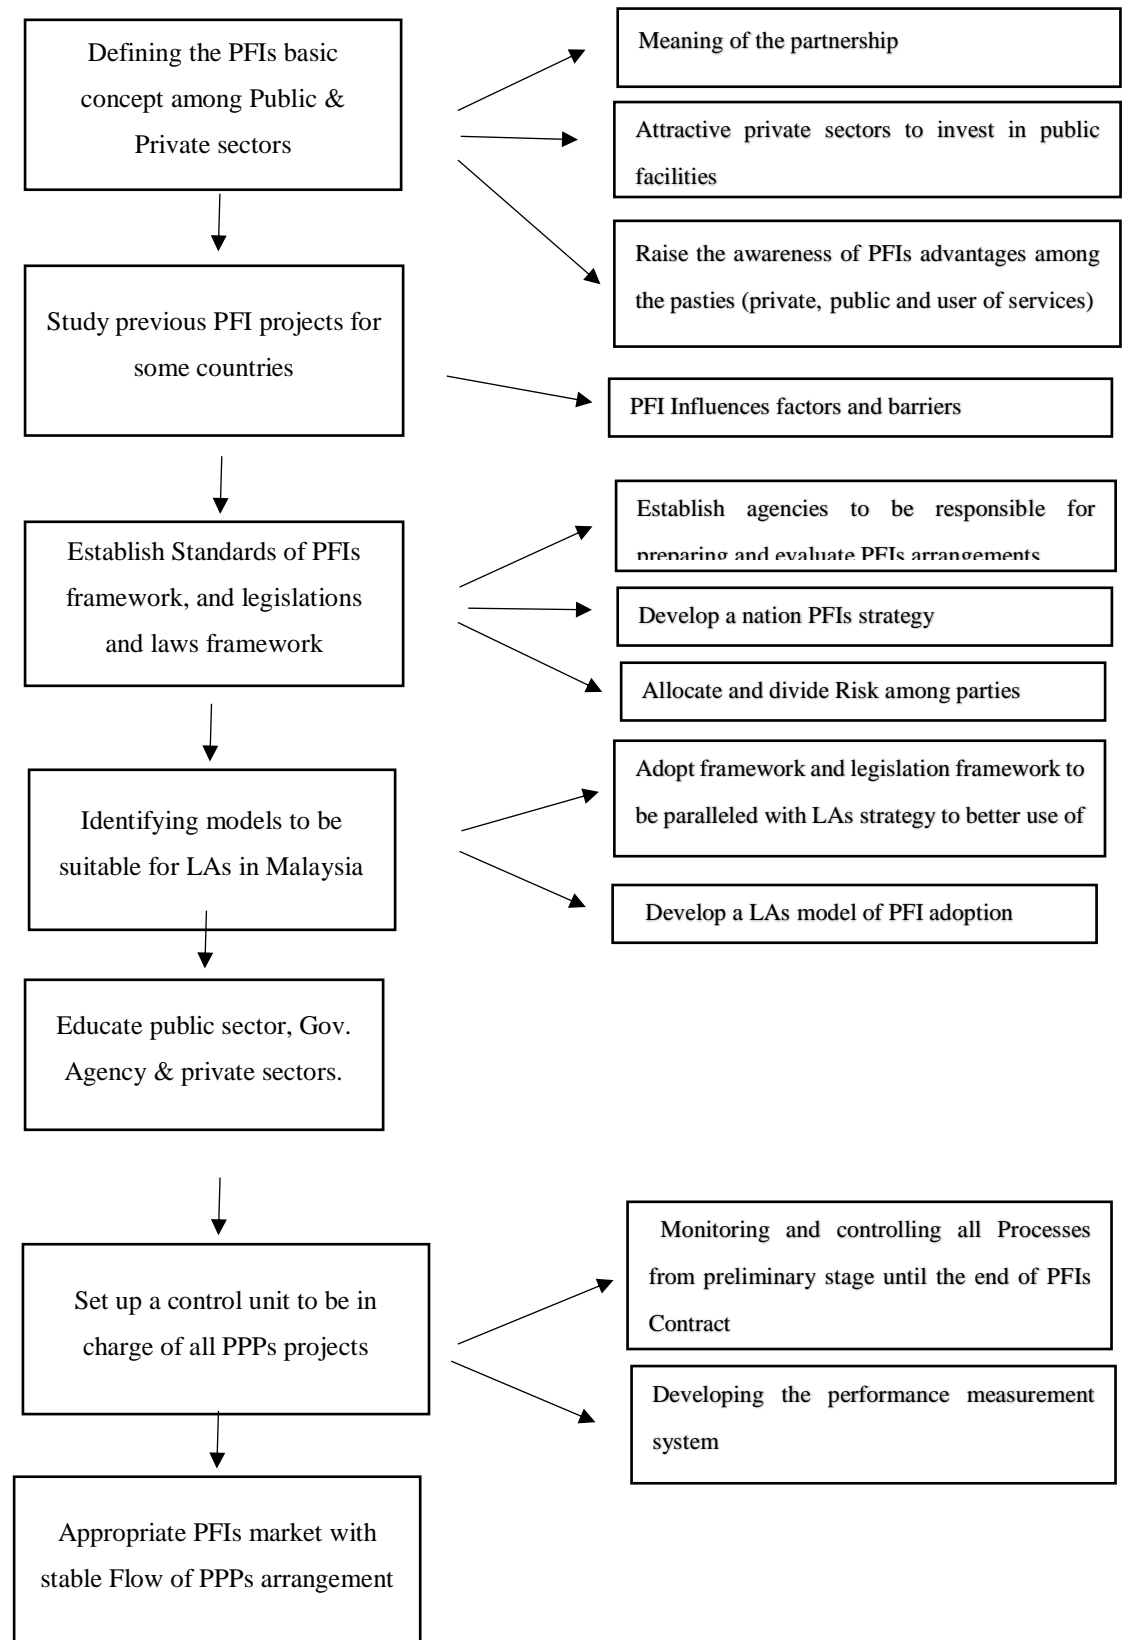 Defining the PFIs basic
concept among Public &
Private sectors
Meaning of the partnership
Attractive private sectors to invest in public
facilities
Raise the awareness of PFIs advantages among
the pasties (private, public and user of services)
Study previous PFI projects for
some countries
PFI Influences factors and barriers
Establish Standards of PFIs
framework, and legislations
and laws framework
Establish agencies to be responsible for
preparing and evaluate PFIs arrangements
Develop a nation PFIs strategy
Allocate and divide Risk among parties
Identifying models to be
suitable for LAs in Malaysia
Adopt framework and legislation framework to
be paralleled with LAs strategy to better use of
Develop a LAs model of PFI adoption
Educate public sector, Gov.
Agency & private sectors.
Set up a control unit to be in
charge of all PPPs projects
Monitoring and controlling all Processes
from preliminary stage until the end of PFIs
Contract
Developing the performance measurement
system
Appropriate PFIs market with
stable Flow of PPPs arrangement